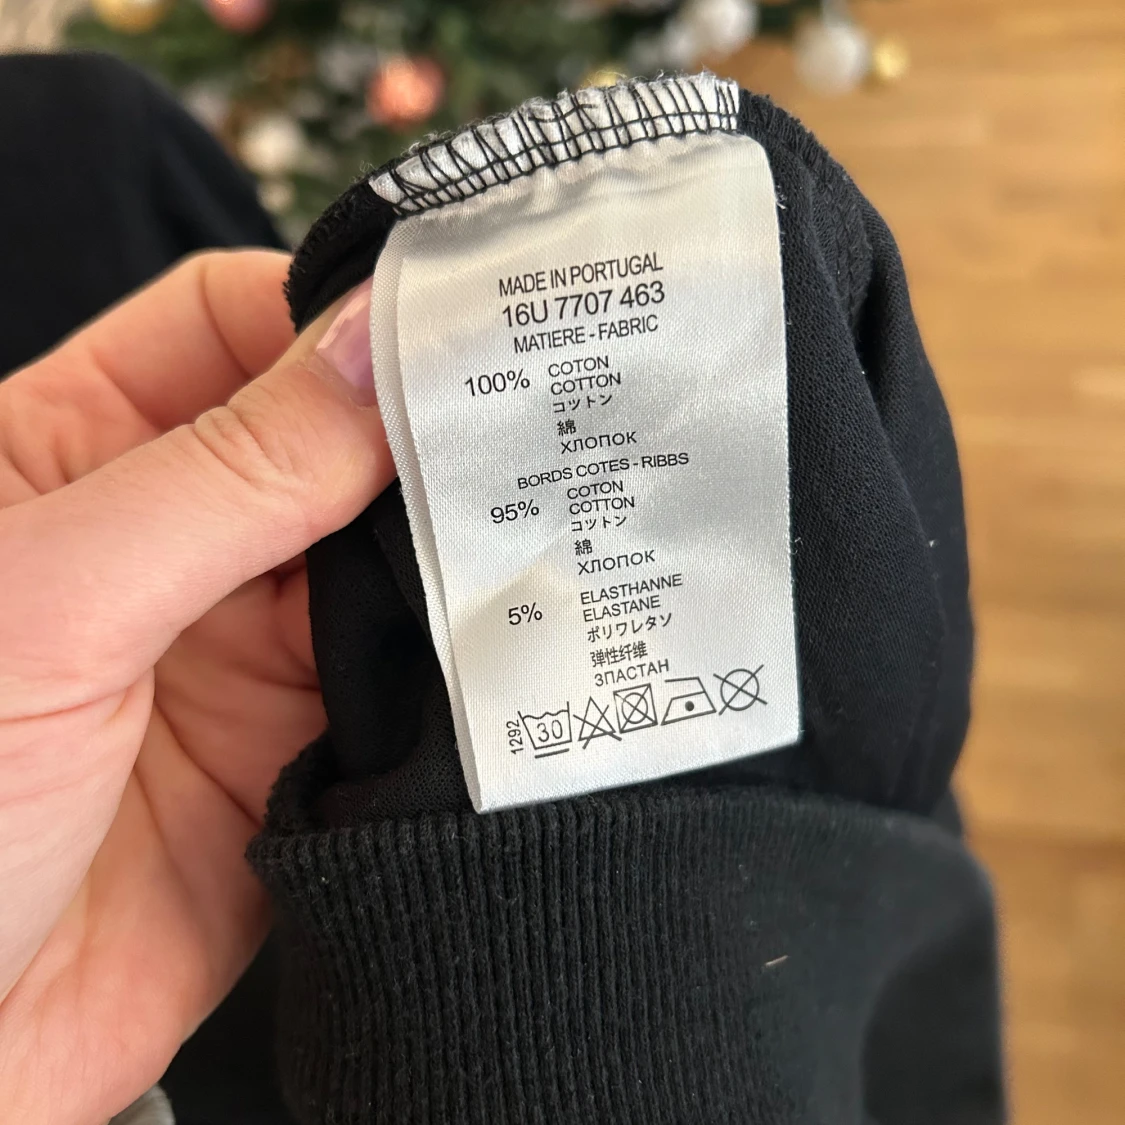 MADE IN PORTUGAL
16U 7707 463
MATIERE - FABRIC
100% COTON
COTTON
コットン
綿
ХЛОПОК
BORDS COTES - RIBBS
95% COTON
COTTON
コットン
綿
ХЛОПОК
5% ELASTHANNE
ELASTANE
ポリウレタソ
弹性纤维
ЗПАСТАН
1292
30